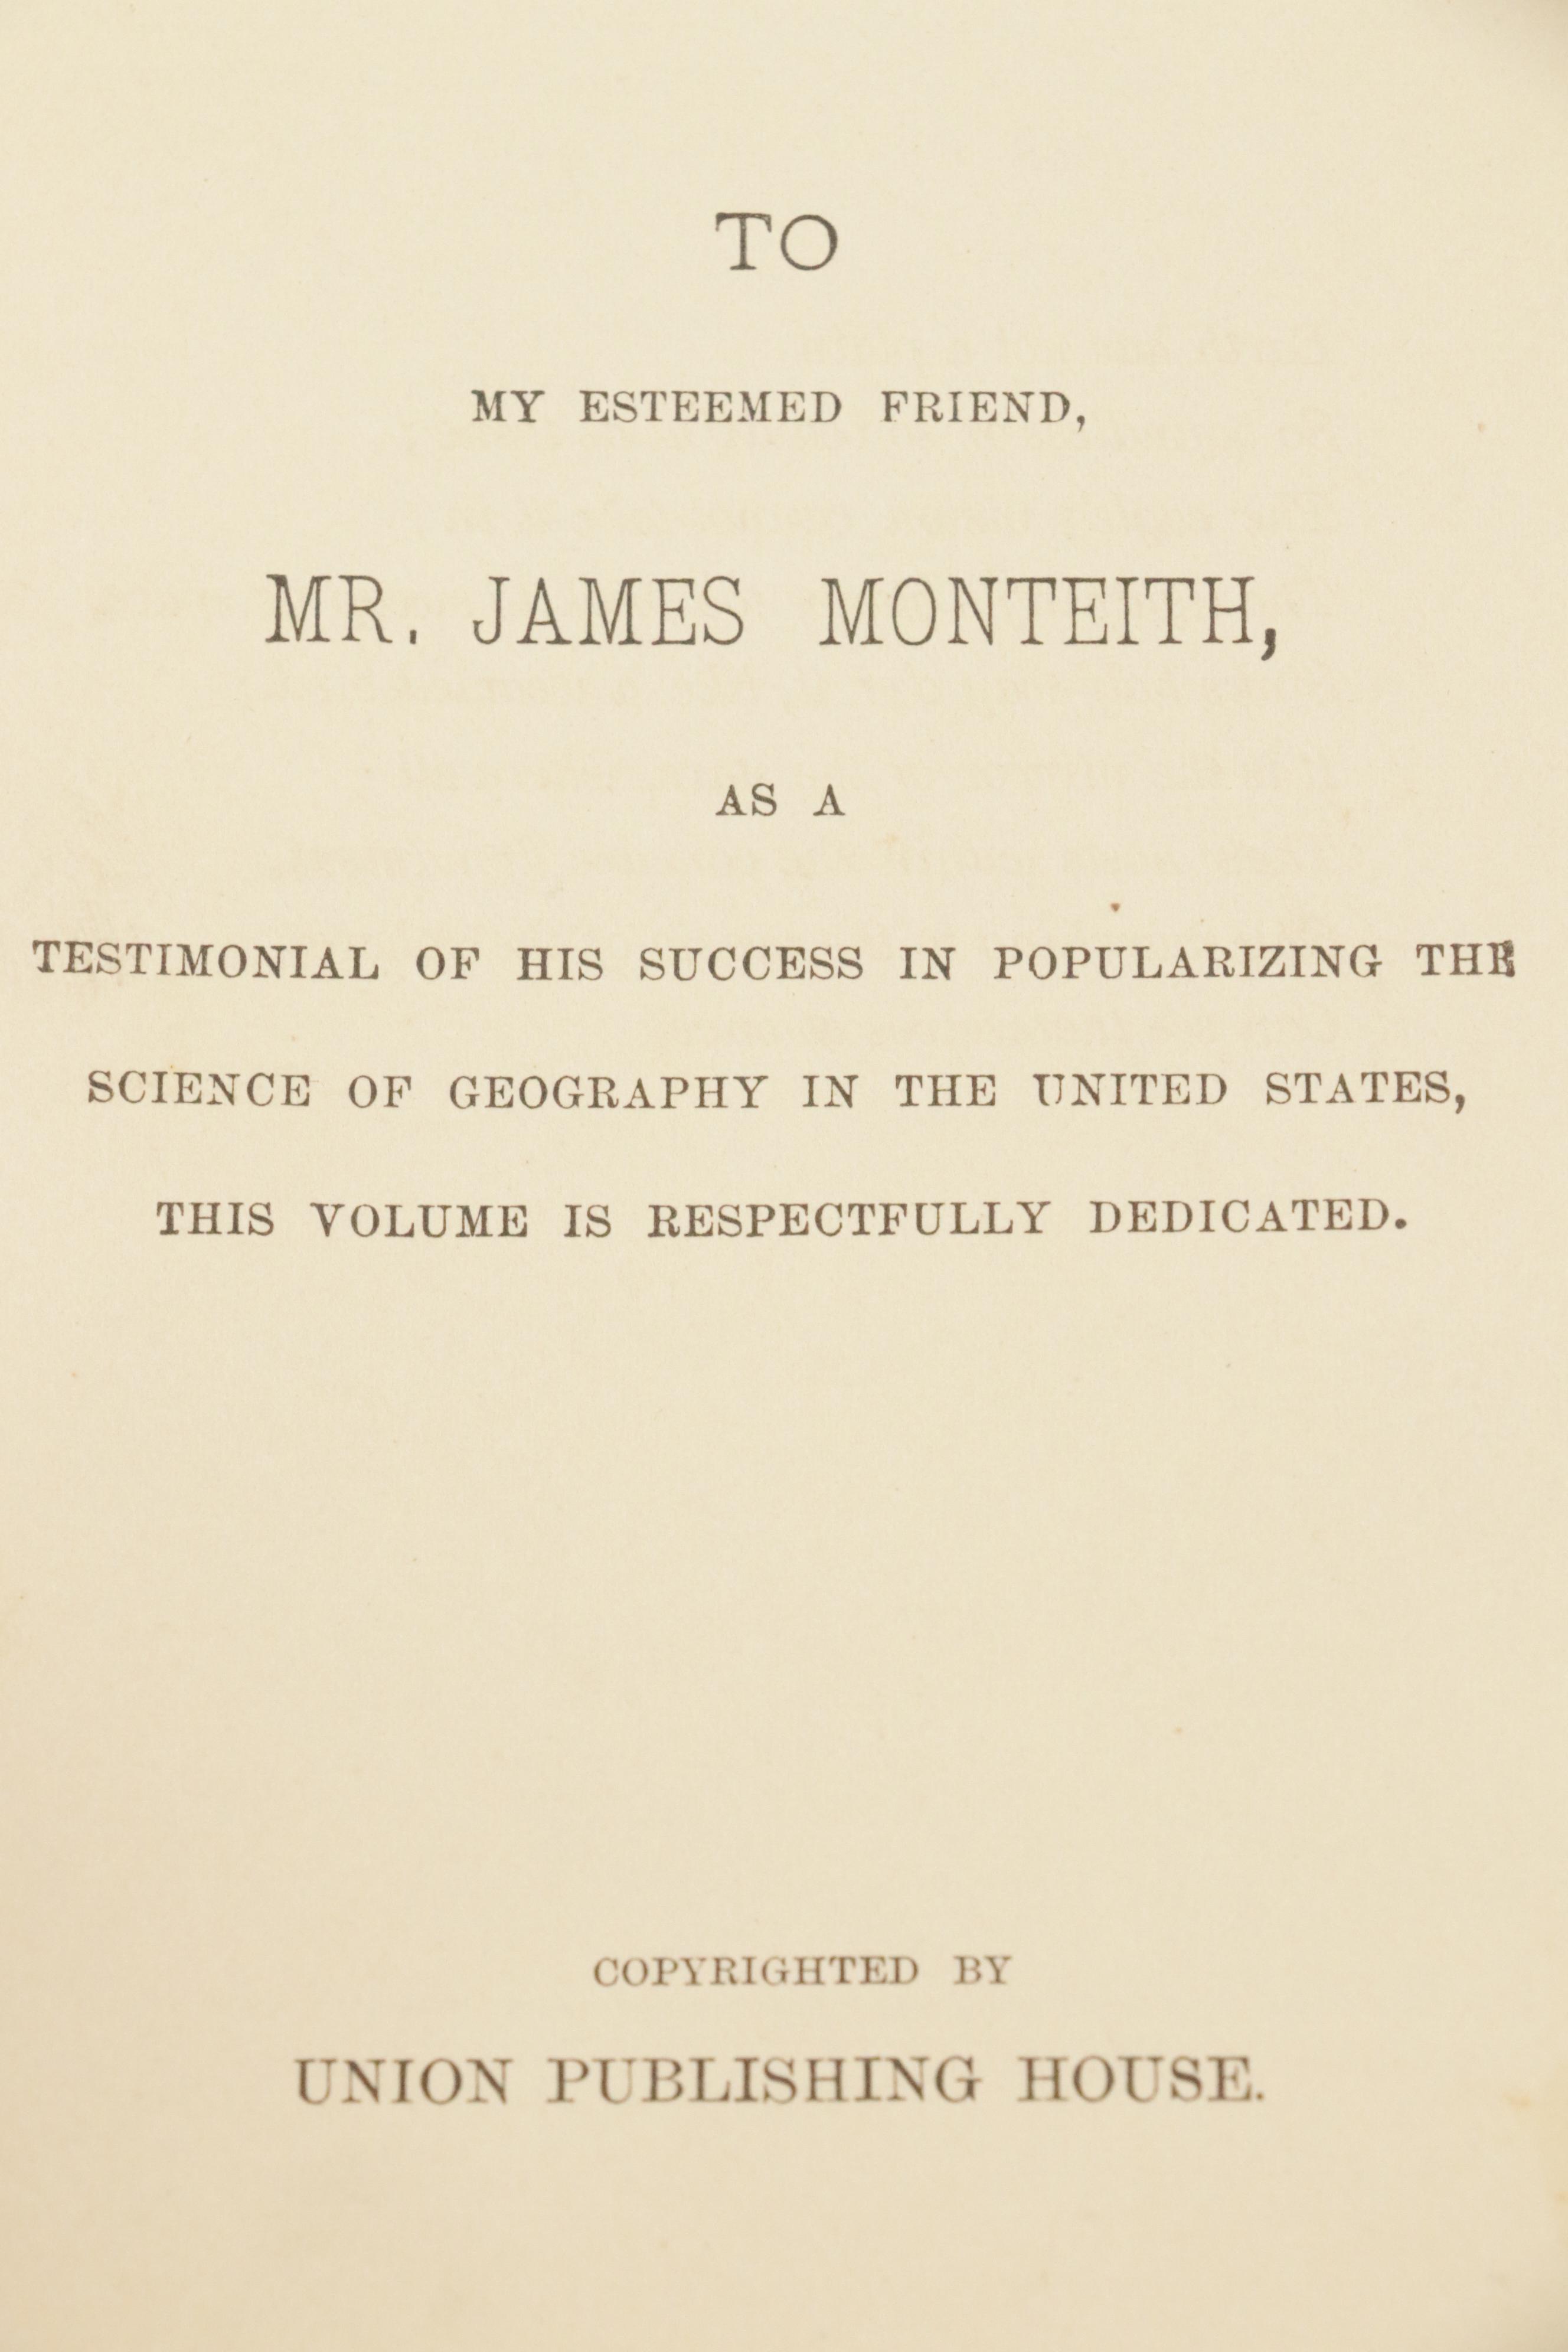 TO
MY ESTEEMED FRIEND,
MR. JAMES MONTEITH,
AS A
TESTIMONIAL OF HIS SUCCESS IN POPULARIZING THE
SCIENCE OF GEOGRAPHY IN THE UNITED STATES,
THIS VOLUME IS RESPECTFULLY DEDICATED.
COPYRIGHTED BY
UNION PUBLISHING HOUSE.